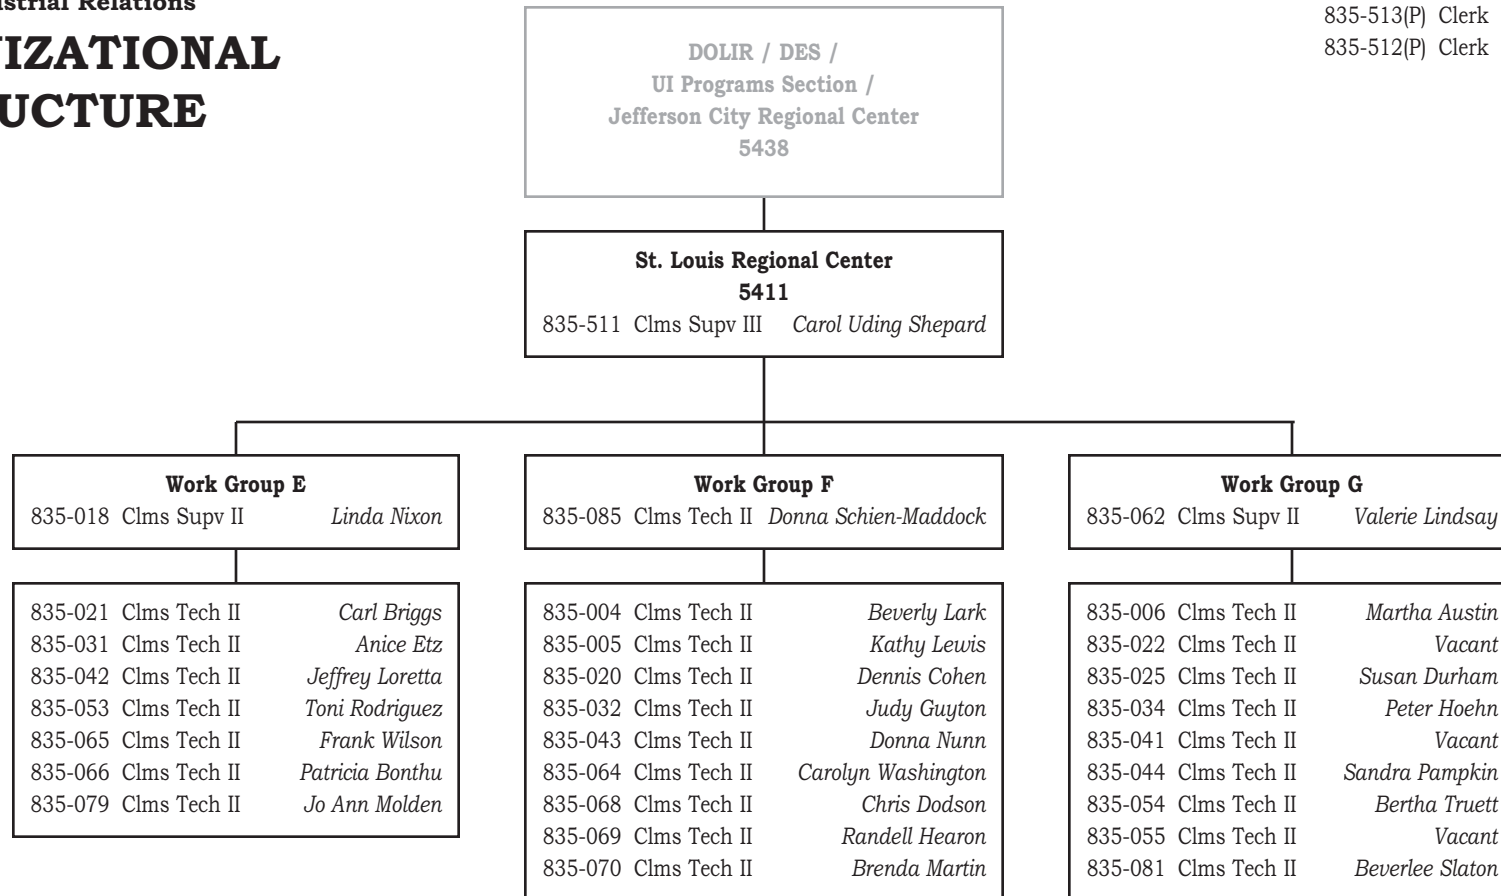 strial Relations
IZATIONAL
UCTURE
835-513(P) Clerk
835-512(P) Clerk
DOLIR / DES /
UI Programs Section /
Jefferson City Regional Center
5438
St. Louis Regional Center
5411
835-511 Clms Supv III Carol Uding Shepard
Work Group E
835-018 Clms Supv II Linda Nixon
835-021 Clms Tech II Carl Briggs
835-031 Clms Tech II Anice Etz
835-042 Clms Tech II Jeffrey Loretta
835-053 Clms Tech II Toni Rodriguez
835-065 Clms Tech II Frank Wilson
835-066 Clms Tech II Patricia Bonthu
835-079 Clms Tech II Jo Ann Molden
Work Group F
835-085 Clms Tech II Donna Schien-Maddock
835-004 Clms Tech II Beverly Lark
835-005 Clms Tech II Kathy Lewis
835-020 Clms Tech II Dennis Cohen
835-032 Clms Tech II Judy Guyton
835-043 Clms Tech II Donna Nunn
835-064 Clms Tech II Carolyn Washington
835-068 Clms Tech II Chris Dodson
835-069 Clms Tech II Randell Hearon
835-070 Clms Tech II Brenda Martin
Work Group G
835-062 Clms Supv II Valerie Lindsay
835-006 Clms Tech II Martha Austin
835-022 Clms Tech II Vacant
835-025 Clms Tech II Susan Durham
835-034 Clms Tech II Peter Hoehn
835-041 Clms Tech II Vacant
835-044 Clms Tech II Sandra Pampkin
835-054 Clms Tech II Bertha Truett
835-055 Clms Tech II Vacant
835-081 Clms Tech II Beverlee Slaton